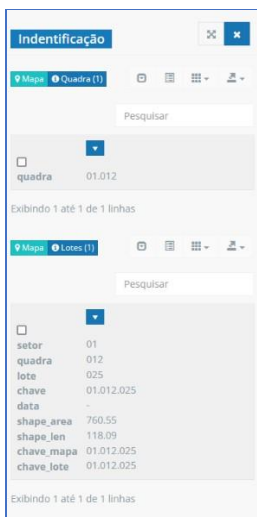 Indentificação
Mapa Quadra (1)
Pesquisar
quadra 01.012
Exibindo 1 até 1 de 1 linhas
Mapa Lotes (1)
Pesquisar
setor 01
quadra 012
lote 025
chave 01.012.025
data -
shape_area 760.55
shape_len 118.09
chave_mapa 01.012.025
chave_lote 01.012.025
Exibindo 1 até 1 de 1 linhas